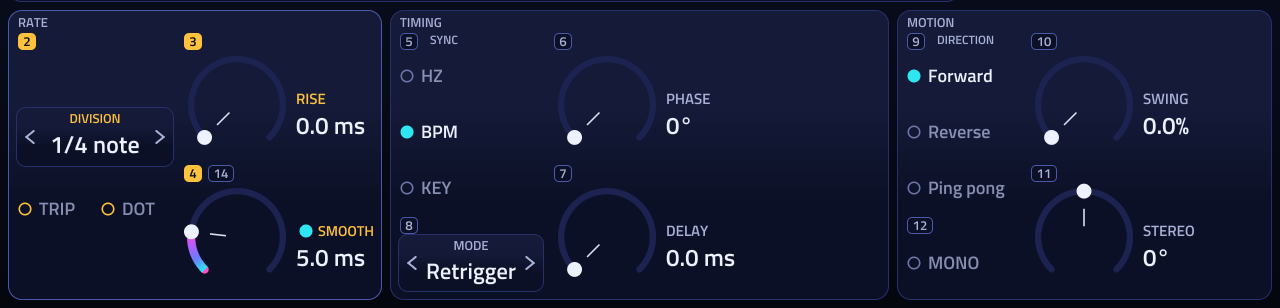 RATE
2
3
DIVISION
1/4 note
RISE
0.0 ms
4
14
TRIP
DOT
SMOOTH
5.0 ms
TIMING
5
SYNC
HZ
BPM
KEY
6
PHASE
0°
7
8
MODE
Retrigger
DELAY
0.0 ms
MOTION
9
DIRECTION
Forward
Reverse
Ping pong
10
SWING
0.0%
11
12
MONO
STEREO
0°